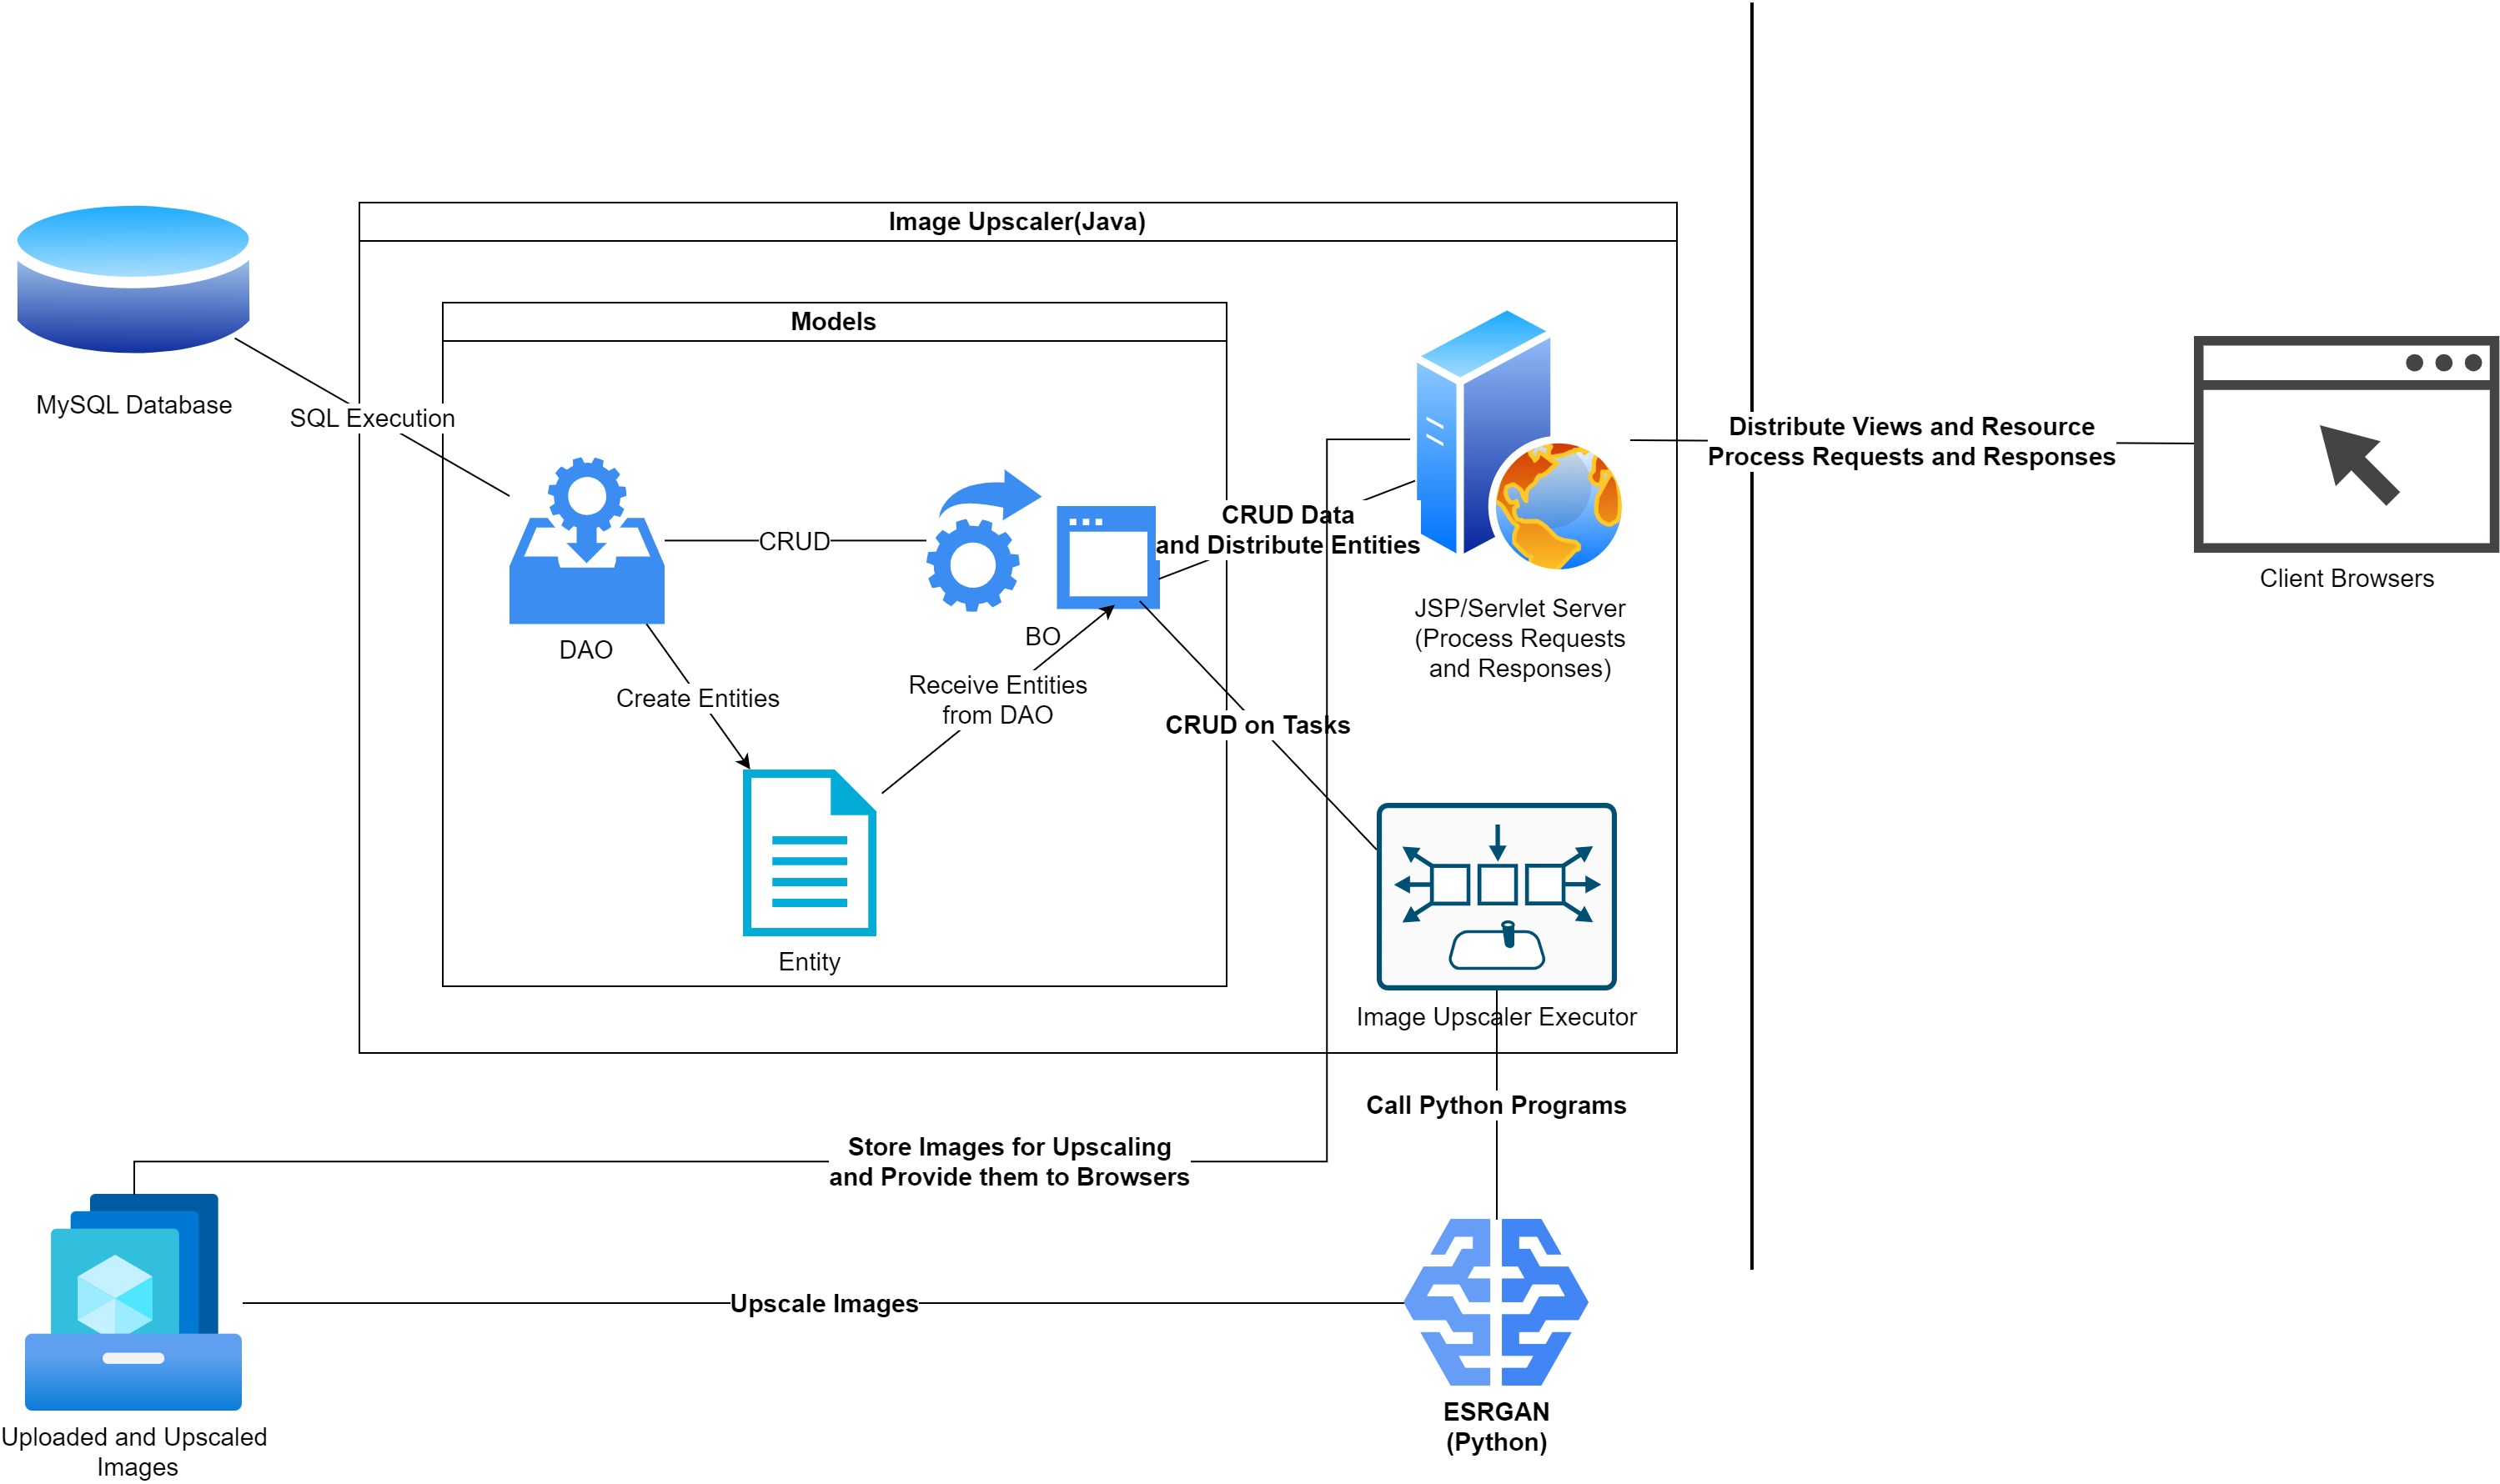 Image Upscaler(Java)
Models
MySQL Database
SQL Execution
Distribute Views and Resource
Process Requests and Responses
CRUD
CRUD Data
and Distribute Entities
Client Browsers
JSP/Servlet Server
(Process Requests
and Responses)
BO
DAO
Create Entities
Receive Entities
from DAO
CRUD on Tasks
Entity
Image Upscaler Executor
Call Python Programs
Store Images for Upscaling
and Provide them to Browsers
Upscale Images
ESRGAN
(Python)
Uploaded and Upscaled
Images